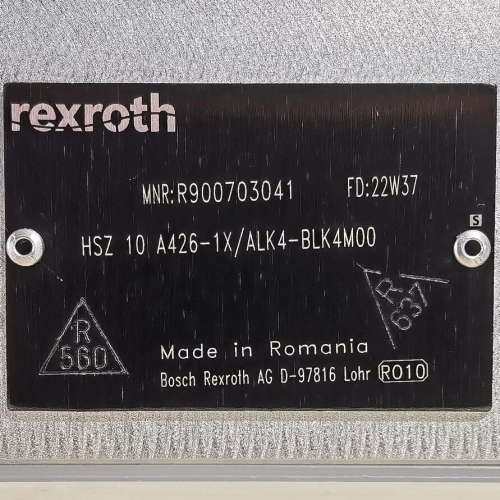 rexroth
MNR:R900703041 FD:22W37
S
HSZ 10 A426-1X/ALK4-BLK4M00
R
637
R
560
Made in Romania
Bosch Rexroth AG D-97816 Lohr RO10